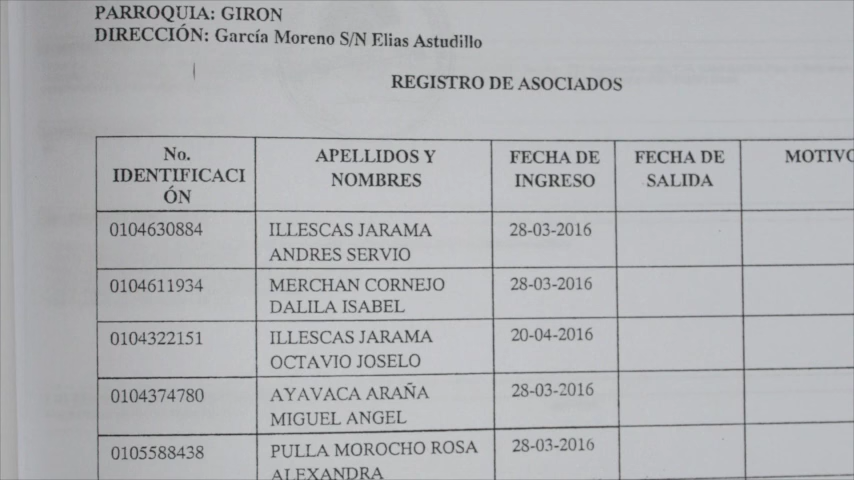 PARROQUIA: GIRON
DIRECCIÓN: García Moreno S/N Elias Astudillo
REGISTRO DE ASOCIADOS
No. IDENTIFICACI ÓN
APELLIDOS Y NOMBRES
FECHA DE INGRESO
FECHA DE SALIDA
MOTIVO
0104630884 ILLESCAS JARAMA 28-03-2016
ANDRES SERVIO
0104611934 MERCHAN CORNEJO 28-03-2016
DALILA ISABEL
0104322151 ILLESCAS JARAMA 20-04-2016
OCTAVIO JOSELO
0104374780 AYAVACA ARAÑA 28-03-2016
MIGUEL ANGEL
0105588438 PULLA MOROCHO ROSA 28-03-2016
ALEXANDRA